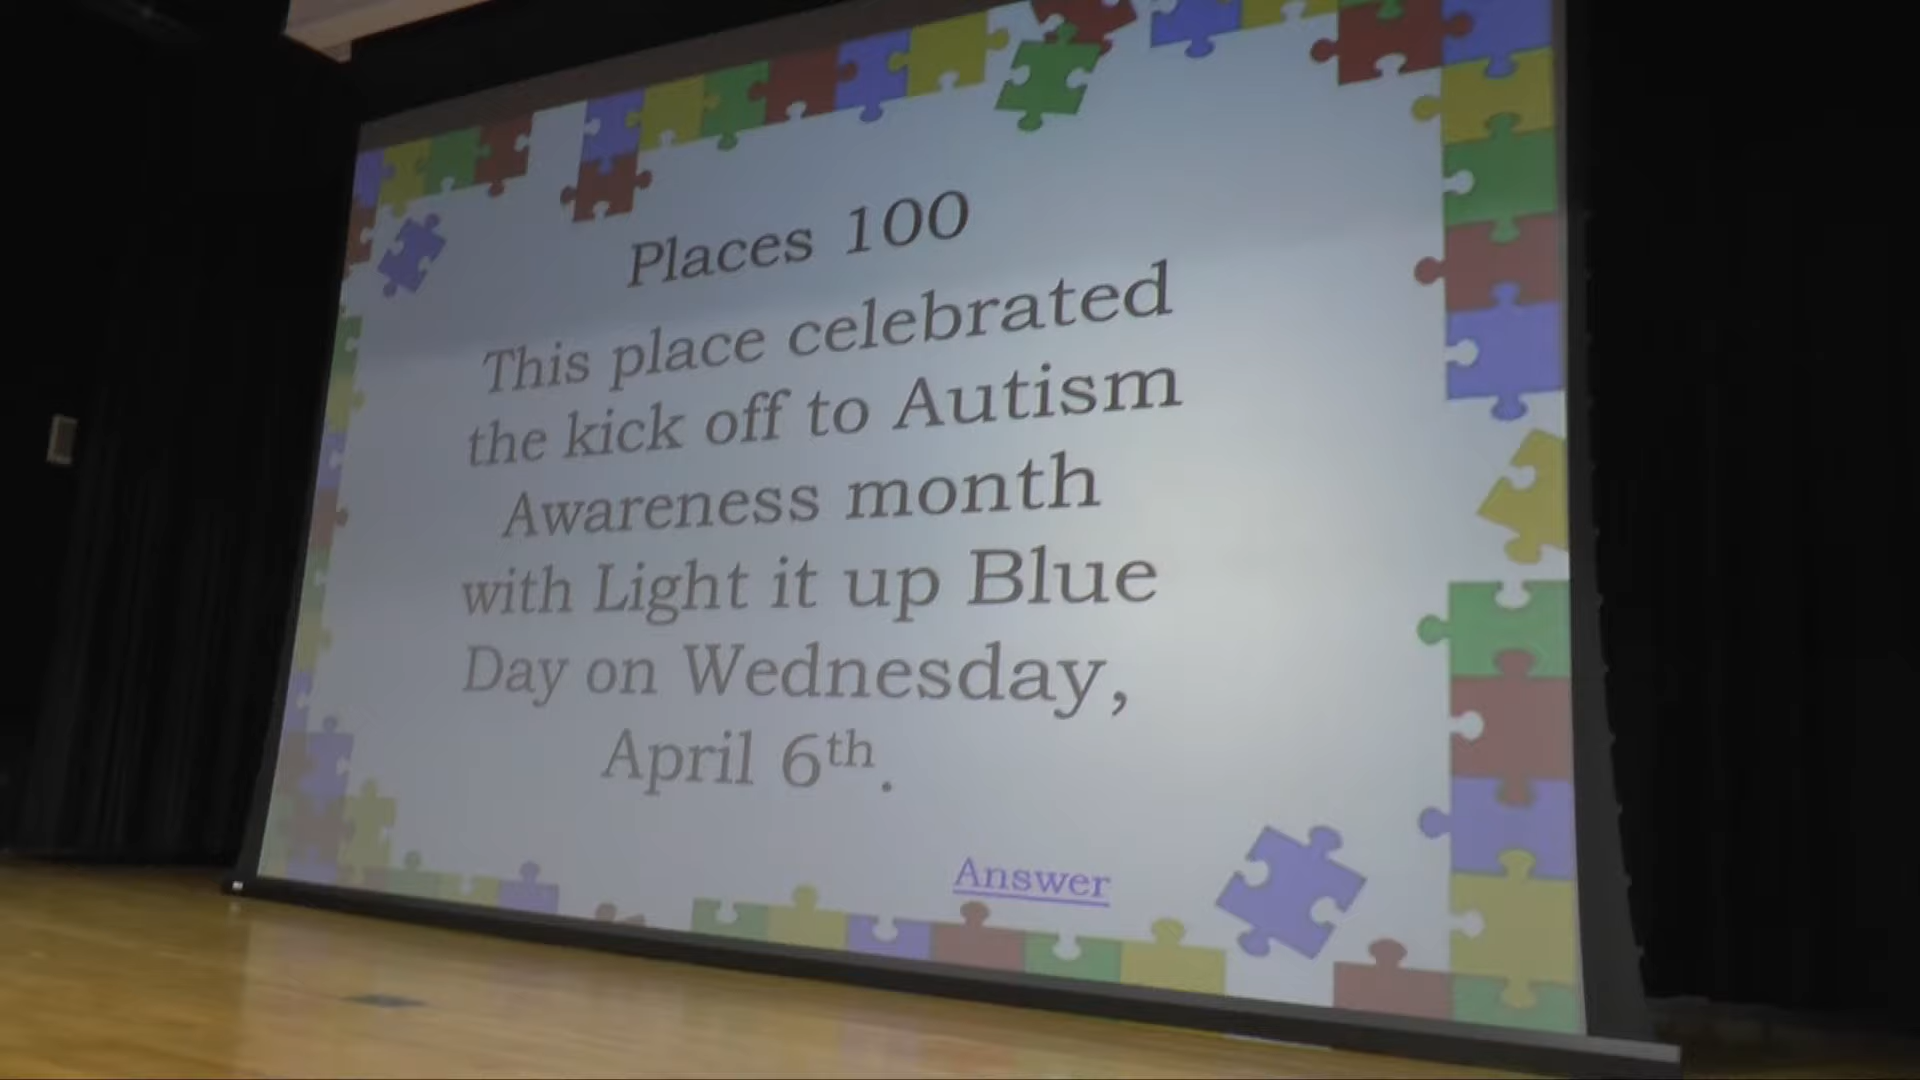 Places 100
This place celebrated
the kick off to Autism
Awareness month
with Light it up Blue
Day on Wednesday,
April 6th.
Answer